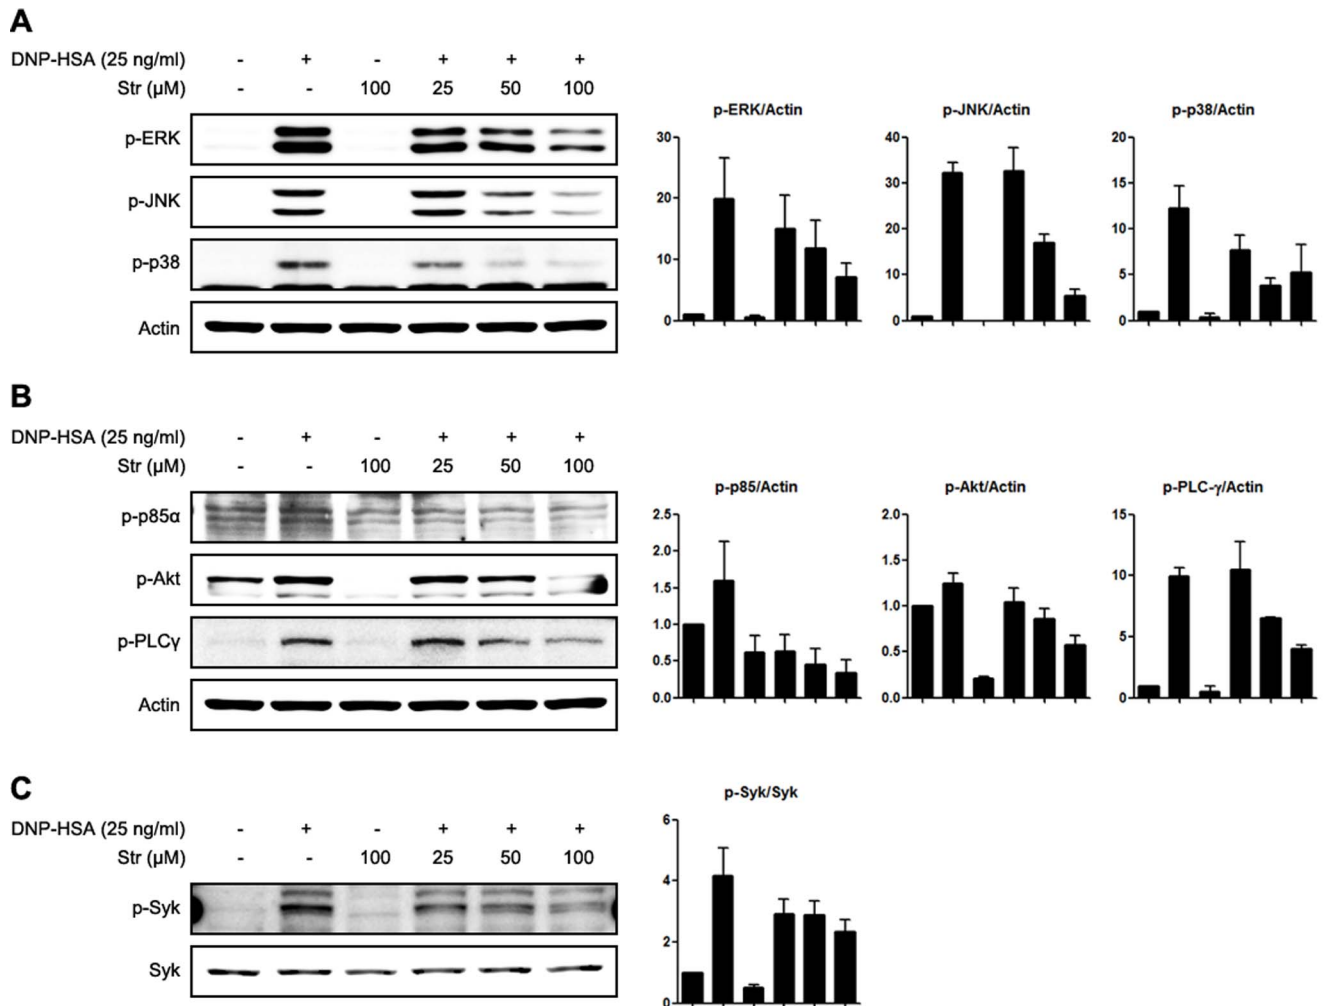 A
DNP-HSA (25 ng/ml) - + - + + +
Str (µM) - - 100 25 50 100
p-ERK
p-JNK
p-p38
Actin
p-ERK/Actin
30
20
10
0
p-JNK/Actin
40
30
20
10
0
p-p38/Actin
20
15
10
5
0
B
DNP-HSA (25 ng/ml) - + - + + +
Str (µM) - - 100 25 50 100
p-p85α
p-Akt
p-PLCγ
Actin
p-p85/Actin
2.5
2.0
1.5
1.0
0.5
0.0
p-Akt/Actin
2.0
1.5
1.0
0.5
0.0
p-PLC-γ/Actin
15
10
5
0
C
DNP-HSA (25 ng/ml) - + - + + +
Str (µM) - - 100 25 50 100
p-Syk
Syk
p-Syk/Syk
6
4
2
0